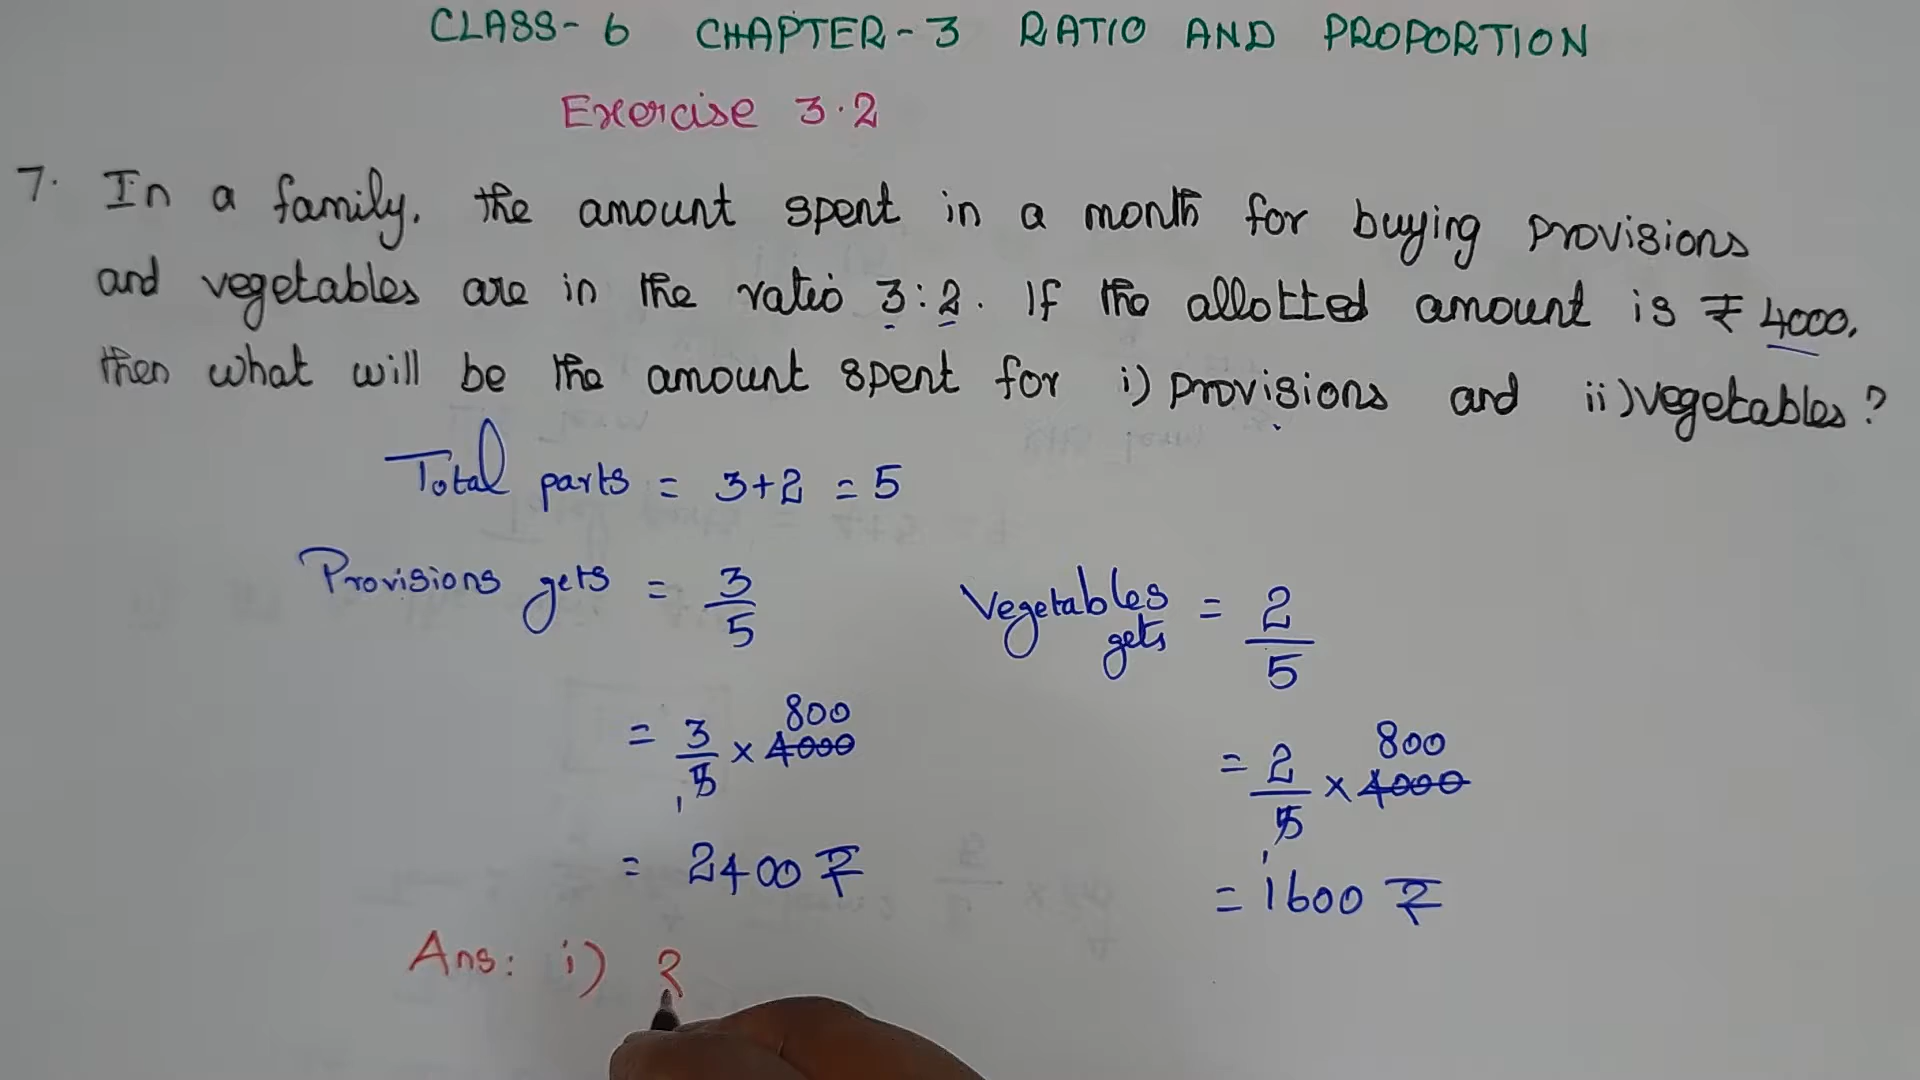 CLASS- 6 CHAPTER- 3 RATIO AND PROPORTION
Exercise 3.2
7. In a family, the amount spent in a month for buying provisions
and vegetables are in the ratio 3:2. If the allotted amount is ₹ 4000,
then what will be the amount spent for i) provisions and ii) vegetables?
Total parts = 3+2 = 5
Provisions gets = 3/5
Vegetables gets = 2/5
= 3/5 × 4000 800 1
= 2/5 × 4000 800 1
= 2400 ₹
= 1600 ₹
Ans: i) 2